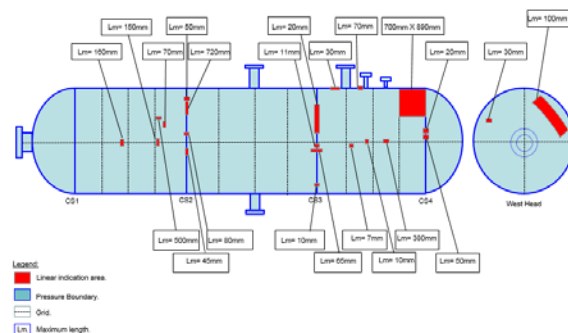 Lm= 150mm
Lm= 50mm
Lm= 20mm
Lm= 70mm
700mm X 890mm
Lm= 100mm
Lm= 160mm
Lm= 70mm
Lm= 720mm
Lm= 11mm
Lm= 30mm
Lm= 20mm
Lm= 30mm
CS1
CS2
CS3
CS4
West Head
Lm= 500mm
Lm= 80mm
Lm= 45mm
Lm= 10mm
Lm= 65mm
Lm= 7mm
Lm= 10mm
Lm= 360mm
Lm= 50mm
Legend:
Linear indication area.
Pressure Boundary.
Grid.
Lm Maximum length.